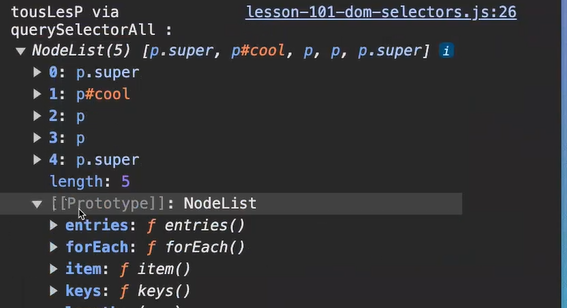 tousLesP via lesson-101-dom-selectors.js:26
querySelectorAll :
▼ NodeList(5) [p.super, p#cool, p, p, p.super] i
▶ 0: p.super
▶ 1: p#cool
▶ 2: p
▶ 3: p
▶ 4: p.super
length: 5
▼ [[Prototype]]: NodeList
▶ entries: ƒ entries()
▶ forEach: ƒ forEach()
▶ item: ƒ item()
▶ keys: ƒ keys()